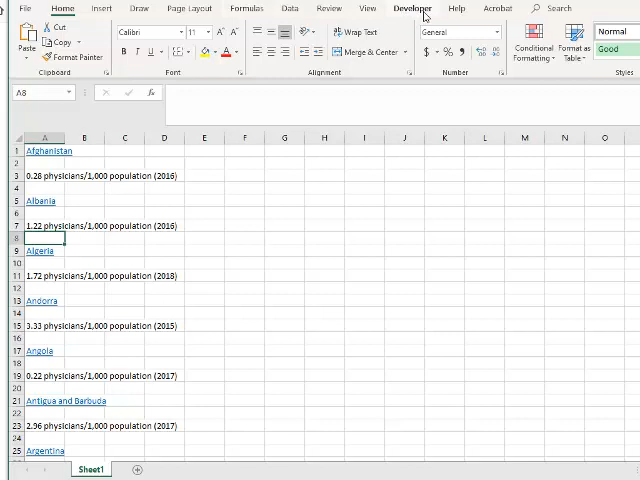 File Home Insert Draw Page Layout Formulas Data Review View Developer Help Acrobat Search
Cut Calibri 11 A A Wrap Text General Normal
Copy
Paste Format Painter B I U A Merge & Center $ % Conditional Formatting Format as Table Good
Clipboard Font Alignment Number
A8 fx
A B C D E F G H I J K L M N O
1 Afghanistan
2
3 0.28 physicians/1,000 population (2016)
4
5 Albania
6
7 1.22 physicians/1,000 population (2016)
8
9 Algeria
10
11 1.72 physicians/1,000 population (2018)
12
13 Andorra
14
15 3.33 physicians/1,000 population (2015)
16
17 Angola
18
19 0.22 physicians/1,000 population (2017)
20
21 Antigua and Barbuda
22
23 2.96 physicians/1,000 population (2017)
24
25 Argentina
Sheet1